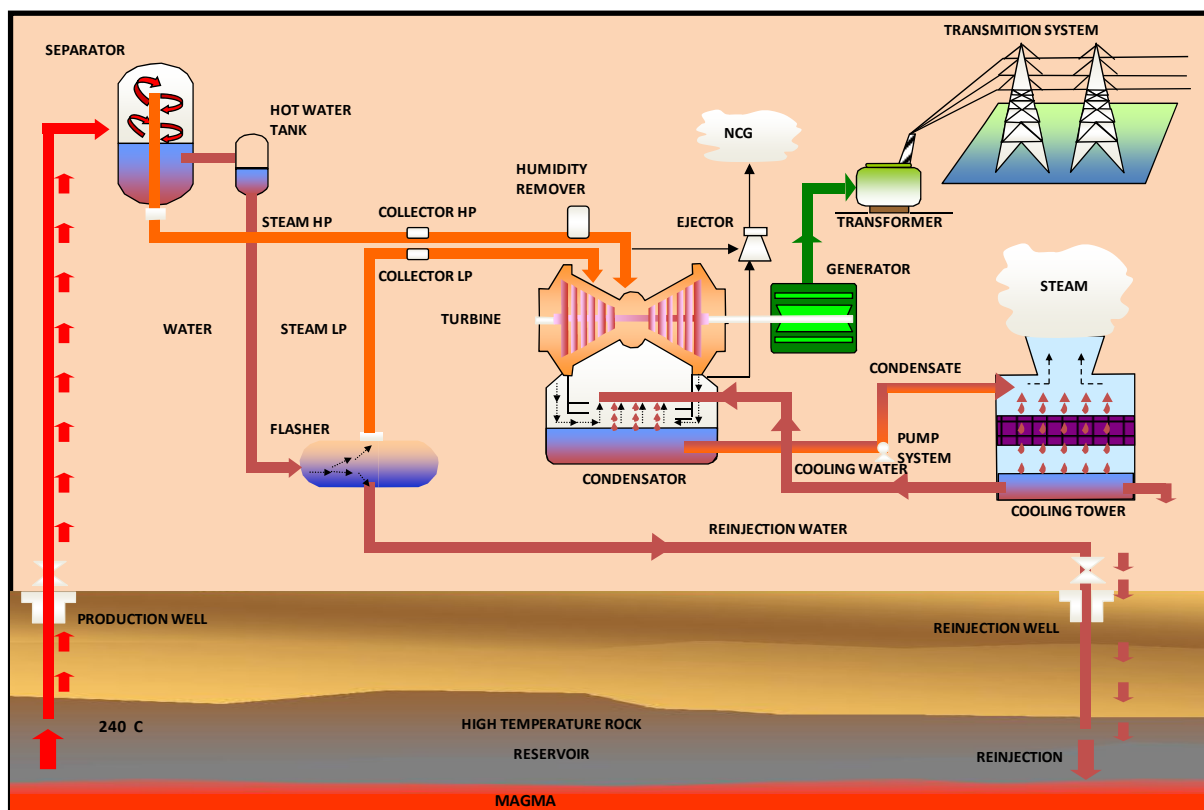 TRANSMITION SYSTEM
SEPARATOR
HOT WATER
TANK
NCG
HUMIDITY
REMOVER
STEAM HP
COLLECTOR HP
EJECTOR
TRANSFORMER
COLLECTOR LP
GENERATOR
STEAM
WATER
STEAM LP
TURBINE
CONDENSATE
FLASHER
PUMP
SYSTEM
CONDENSATOR
COOLING WATER
COOLING TOWER
REINJECTION WATER
PRODUCTION WELL
REINJECTION WELL
240 C
HIGH TEMPERATURE ROCK
RESERVOIR
REINJECTION
MAGMA